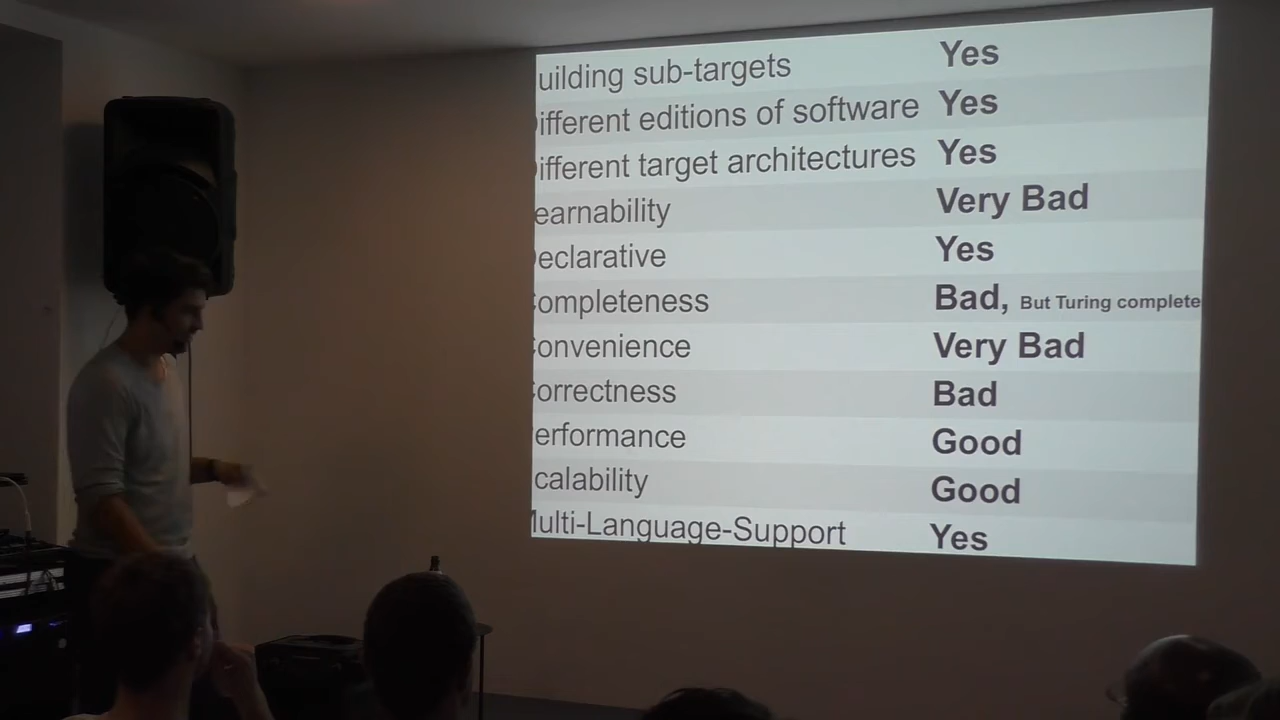 uilding sub-targets Yes
ifferent editions of software Yes
ifferent target architectures Yes
earnability Very Bad
eclarative Yes
ompleteness Bad, But Turing complete
onvenience Very Bad
orrectness Bad
erformance Good
calability Good
ulti-Language-Support Yes